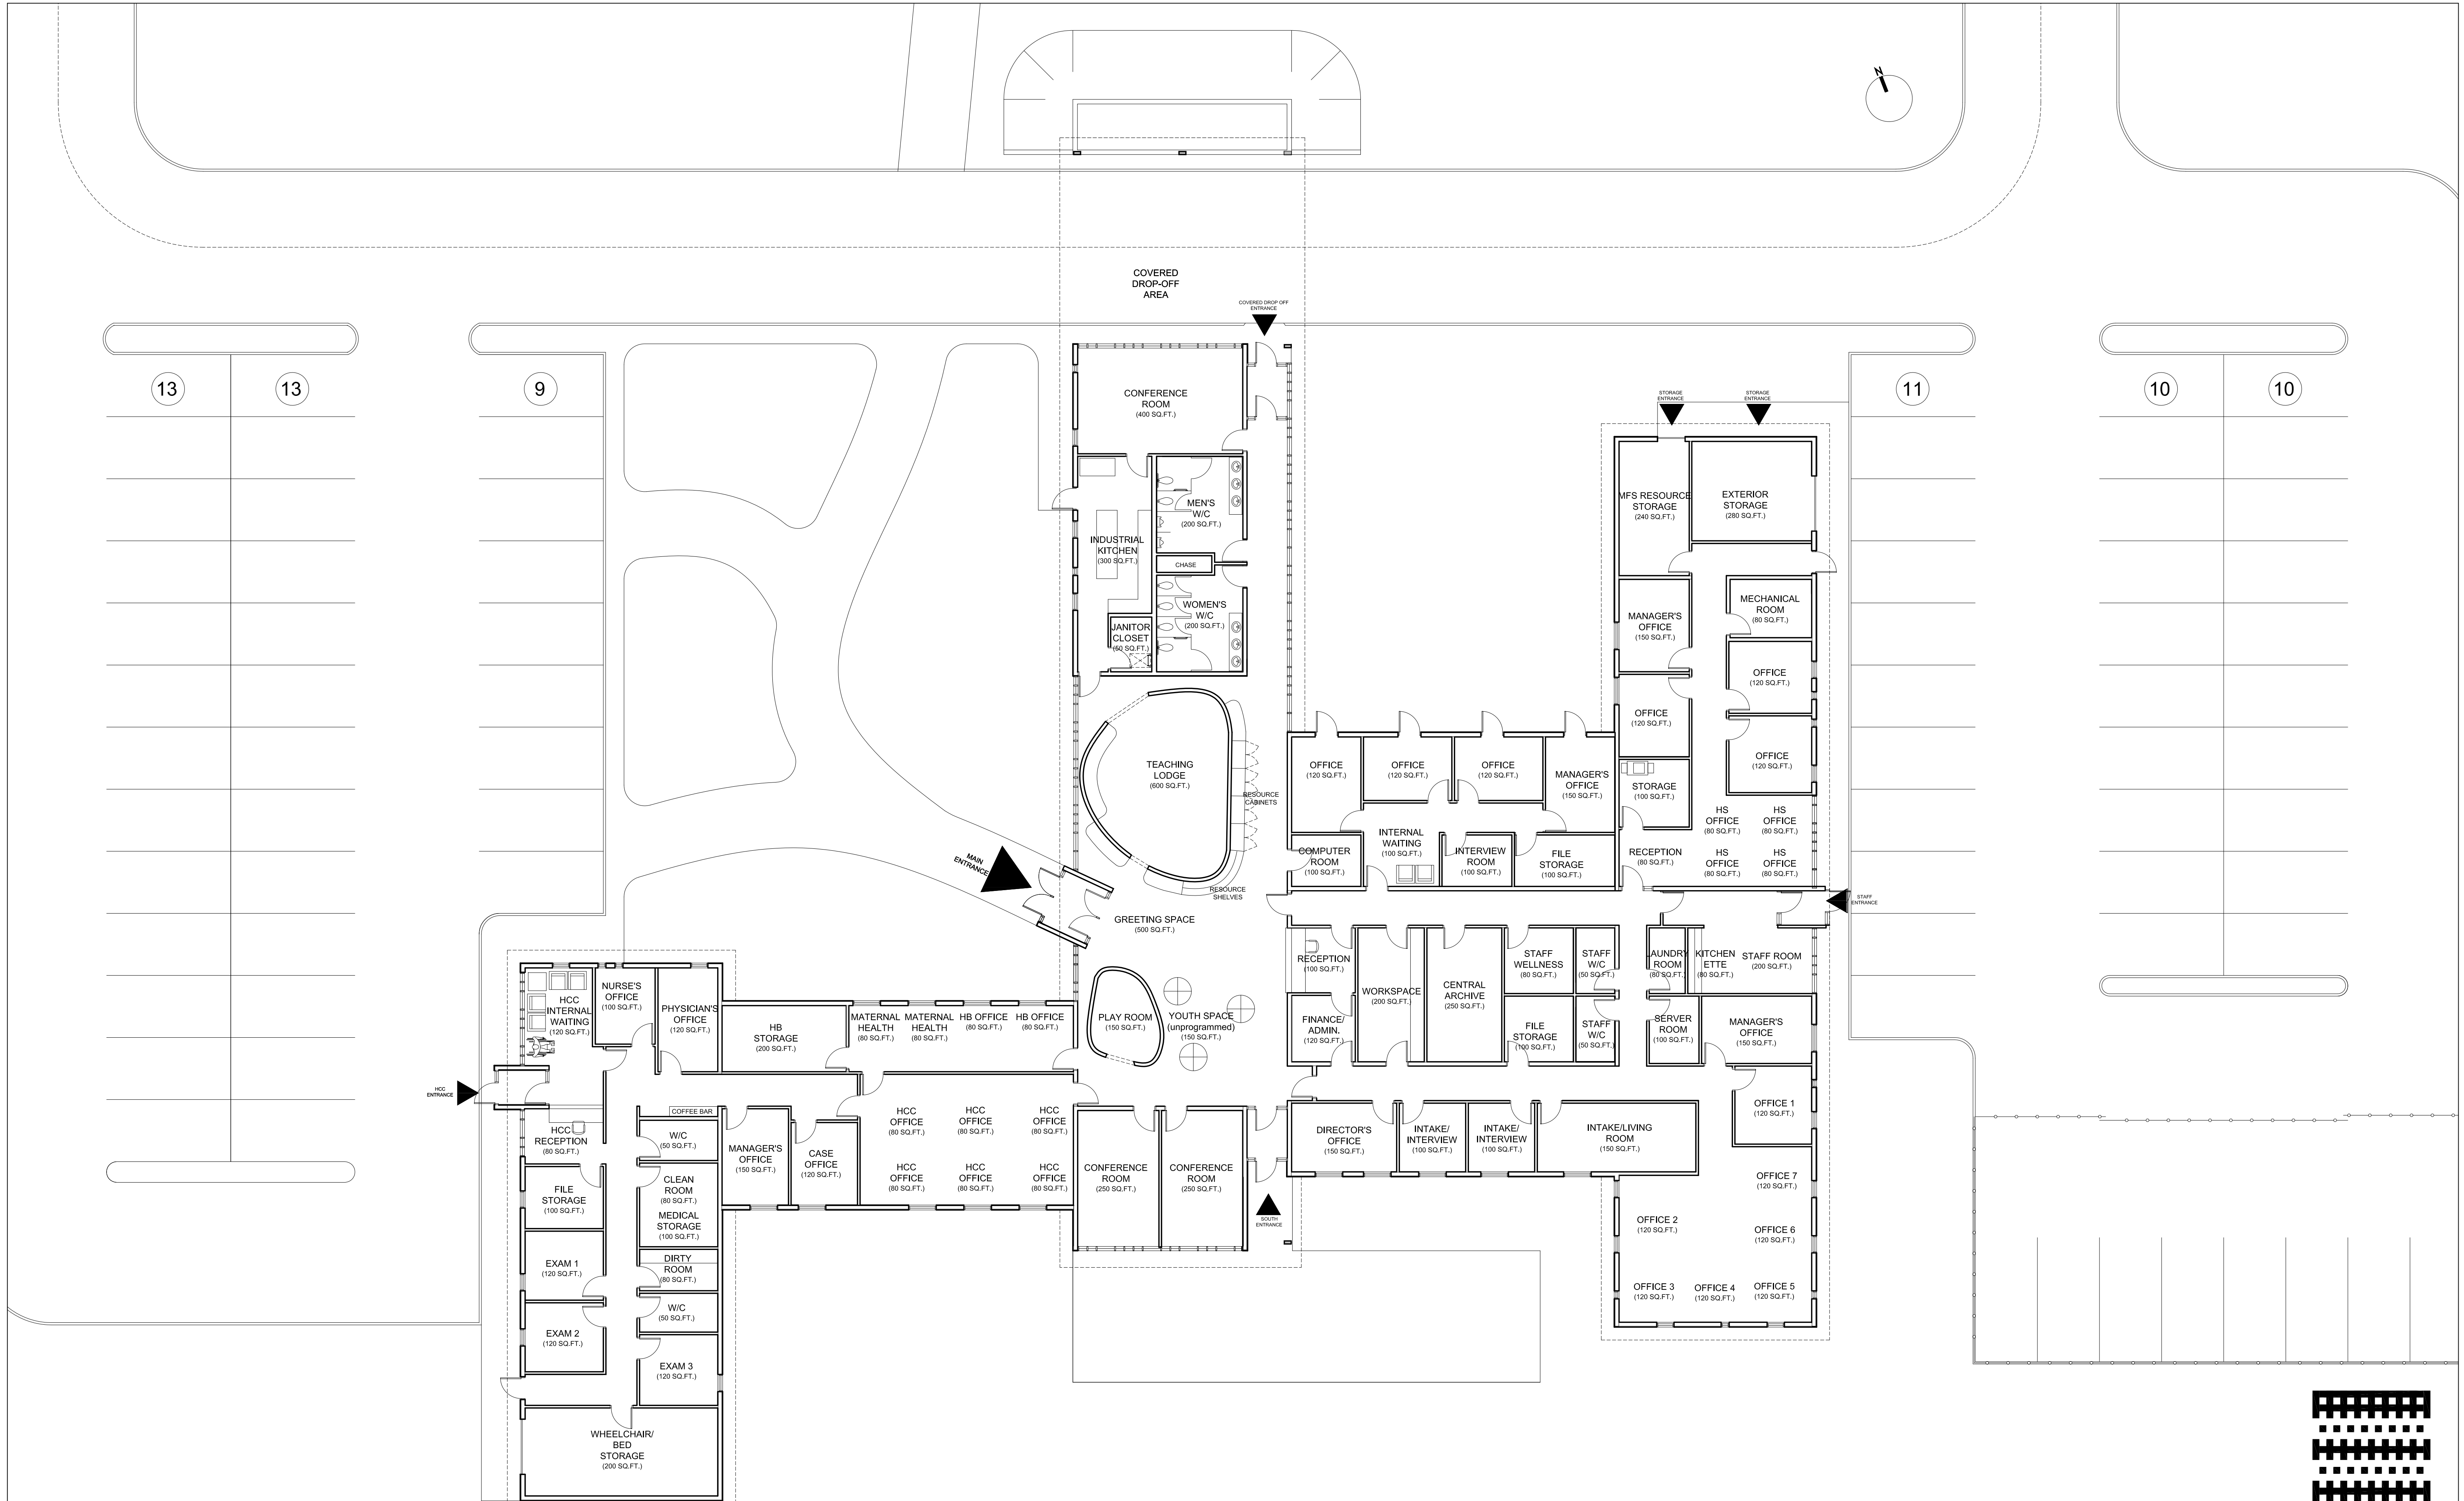 N
COVERED
DROP-OFF
AREA
COVERED DROP OFF
ENTRANCE
13
13
9
11
10
10
CONFERENCE
ROOM
(400 SQ.FT.)
STORAGE
ENTRANCE
STORAGE
ENTRANCE
MEN'S
W/C
(200 SQ.FT.)
INDUSTRIAL
KITCHEN
(300 SQ.FT.)
CHASE
WOMEN'S
W/C
(200 SQ.FT.)
JANITOR
CLOSET
(50 SQ.FT.)
MFS RESOURCE
STORAGE
(240 SQ.FT.)
EXTERIOR
STORAGE
(280 SQ.FT.)
MANAGER'S
OFFICE
(150 SQ.FT.)
MECHANICAL
ROOM
(80 SQ.FT.)
OFFICE
(120 SQ.FT.)
OFFICE
(120 SQ.FT.)
OFFICE
(120 SQ.FT.)
TEACHING
LODGE
(600 SQ.FT.)
RESOURCE
CABINETS
OFFICE
(120 SQ.FT.)
OFFICE
(120 SQ.FT.)
OFFICE
(120 SQ.FT.)
MANAGER'S
OFFICE
(150 SQ.FT.)
STORAGE
(100 SQ.FT.)
HS
OFFICE
(80 SQ.FT.)
HS
OFFICE
(80 SQ.FT.)
INTERNAL
WAITING
(100 SQ.FT.)
COMPUTER
ROOM
(100 SQ.FT.)
INTERVIEW
ROOM
(100 SQ.FT.)
FILE
STORAGE
(100 SQ.FT.)
RECEPTION
(80 SQ.FT.)
HS
OFFICE
(80 SQ.FT.)
HS
OFFICE
(80 SQ.FT.)
MAIN
ENTRANCE
RESOURCE
SHELVES
STAFF
ENTRANCE
GREETING SPACE
(500 SQ.FT.)
RECEPTION
(100 SQ.FT.)
WORKSPACE
(200 SQ.FT.)
CENTRAL
ARCHIVE
(250 SQ.FT.)
STAFF
WELLNESS
(80 SQ.FT.)
STAFF
W/C
(50 SQ.FT.)
LAUNDRY
ROOM
(80 SQ.FT.)
KITCHEN
ETTE
(80 SQ.FT.)
STAFF ROOM
(200 SQ.FT.)
HCC
INTERNAL
WAITING
(120 SQ.FT.)
NURSE'S
OFFICE
(100 SQ.FT.)
PHYSICIAN'S
OFFICE
(120 SQ.FT.)
HB
STORAGE
(200 SQ.FT.)
MATERNAL
HEALTH
(80 SQ.FT.)
MATERNAL
HEALTH
(80 SQ.FT.)
HB OFFICE
(80 SQ.FT.)
HB OFFICE
(80 SQ.FT.)
PLAY ROOM
(150 SQ.FT.)
YOUTH SPACE
(unprogrammed)
(150 SQ.FT.)
FINANCE/
ADMIN.
(120 SQ.FT.)
FILE
STORAGE
(100 SQ.FT.)
STAFF
W/C
(50 SQ.FT.)
SERVER
ROOM
(100 SQ.FT.)
MANAGER'S
OFFICE
(150 SQ.FT.)
HCC
ENTRANCE
COFFEE BAR
HCC
RECEPTION
(80 SQ.FT.)
W/C
(50 SQ.FT.)
MANAGER'S
OFFICE
(150 SQ.FT.)
CASE
OFFICE
(120 SQ.FT.)
HCC
OFFICE
(80 SQ.FT.)
HCC
OFFICE
(80 SQ.FT.)
HCC
OFFICE
(80 SQ.FT.)
HCC
OFFICE
(80 SQ.FT.)
HCC
OFFICE
(80 SQ.FT.)
HCC
OFFICE
(80 SQ.FT.)
CONFERENCE
ROOM
(250 SQ.FT.)
CONFERENCE
ROOM
(250 SQ.FT.)
SOUTH
ENTRANCE
DIRECTOR'S
OFFICE
(150 SQ.FT.)
INTAKE/
INTERVIEW
(100 SQ.FT.)
INTAKE/
INTERVIEW
(100 SQ.FT.)
INTAKE/LIVING
ROOM
(150 SQ.FT.)
OFFICE 1
(120 SQ.FT.)
OFFICE 7
(120 SQ.FT.)
OFFICE 2
(120 SQ.FT.)
OFFICE 6
(120 SQ.FT.)
OFFICE 3
(120 SQ.FT.)
OFFICE 4
(120 SQ.FT.)
OFFICE 5
(120 SQ.FT.)
FILE
STORAGE
(100 SQ.FT.)
CLEAN
ROOM
(80 SQ.FT.)
MEDICAL
STORAGE
(100 SQ.FT.)
EXAM 1
(120 SQ.FT.)
DIRTY
ROOM
(80 SQ.FT.)
W/C
(50 SQ.FT.)
EXAM 2
(120 SQ.FT.)
EXAM 3
(120 SQ.FT.)
WHEELCHAIR/
BED
STORAGE
(200 SQ.FT.)